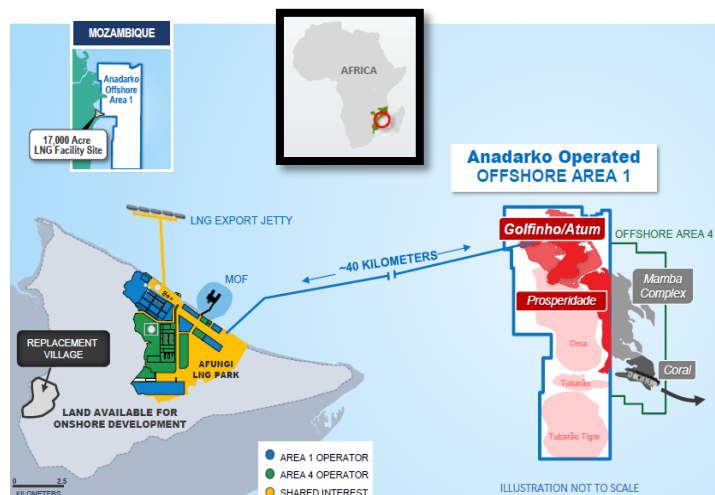 MOZAMBIQUE
Anadarko
Offshore
Area 1
17,000 Acre
LNG Facility Site
AFRICA
Anadarko Operated
OFFSHORE AREA 1
LNG EXPORT JETTY
MOF
~40 KILOMETERS
Golfinho/Atum
OFFSHORE AREA 4
Mamba
Complex
Prosperidade
Orca
Coral
Tubarão
Tubarão Tigre
REPLACEMENT
VILLAGE
AFUNGI
LNG PARK
LAND AVAILABLE FOR
ONSHORE DEVELOPMENT
AREA 1 OPERATOR
AREA 4 OPERATOR
SHARED INTEREST
0 2.5
KILOMETERS
ILLUSTRATION NOT TO SCALE